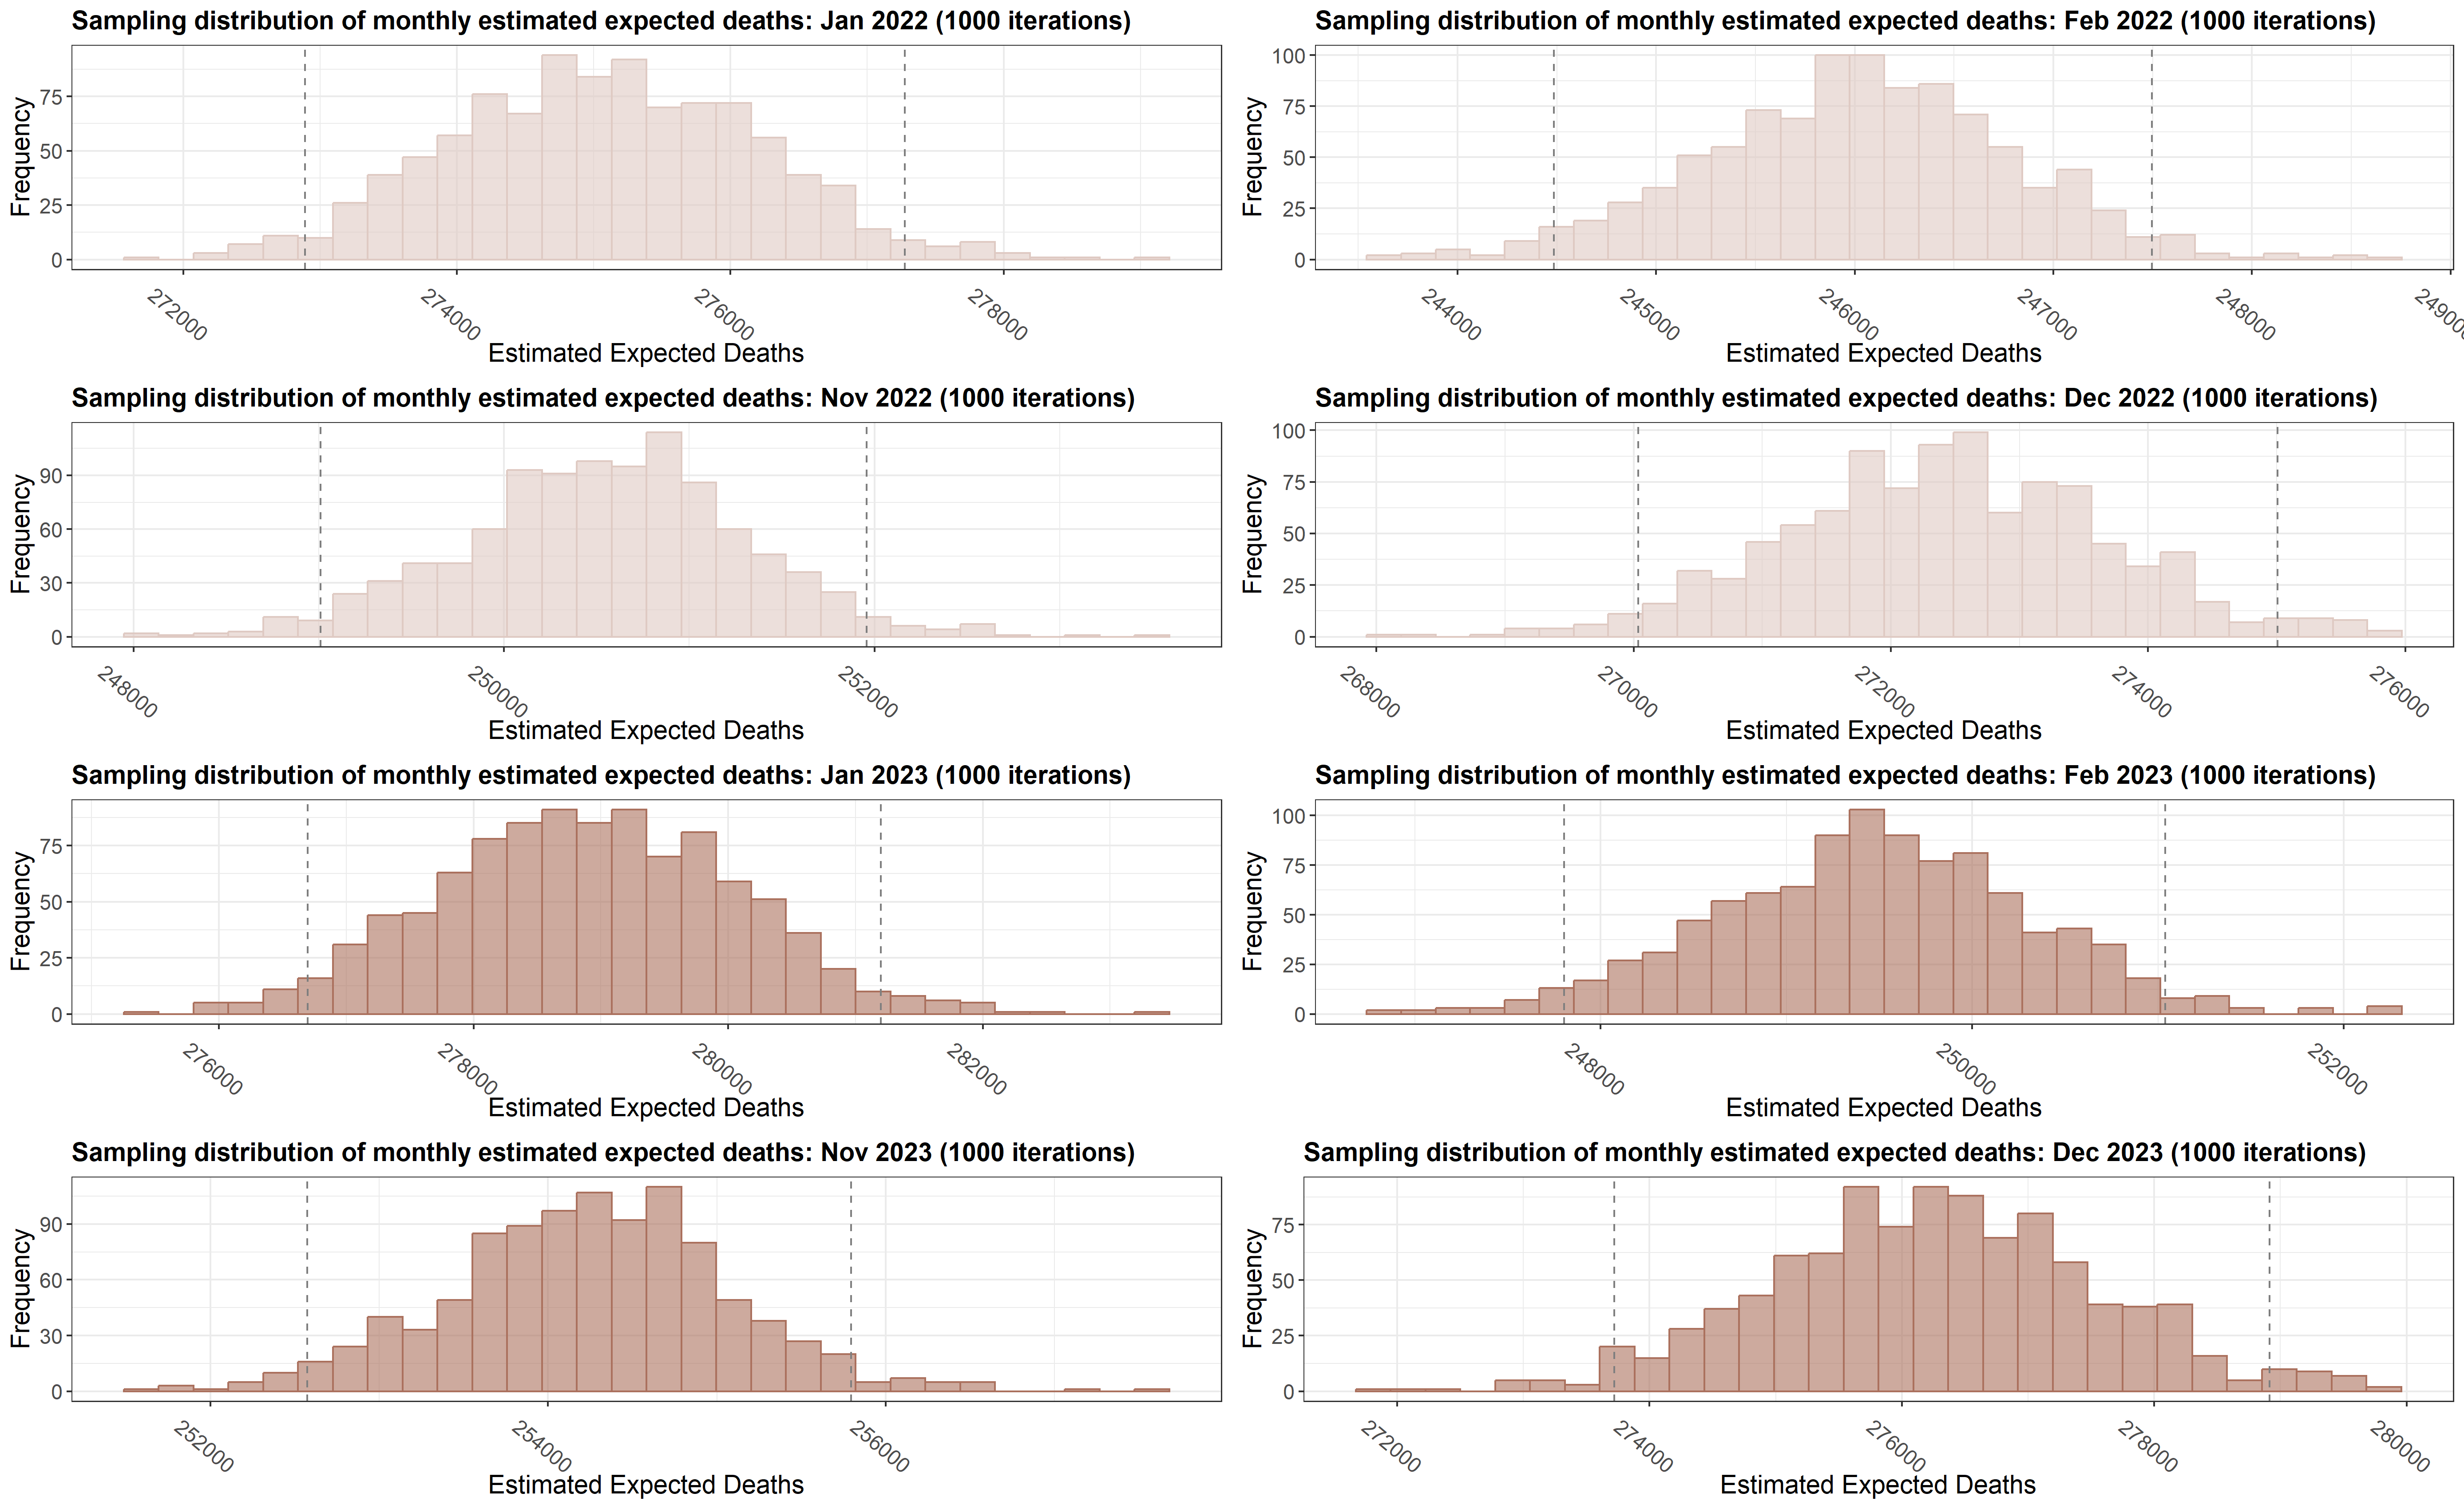 Sampling distribution of monthly estimated expected deaths: Jan 2022 (1000 iterations)
Frequency
75
50
25
0
272000 274000 276000 278000
Estimated Expected Deaths
Sampling distribution of monthly estimated expected deaths: Feb 2022 (1000 iterations)
Frequency
100
75
50
25
0
244000 245000 246000 247000 248000 249000
Estimated Expected Deaths
Sampling distribution of monthly estimated expected deaths: Nov 2022 (1000 iterations)
Frequency
90
60
30
0
248000 250000 252000
Estimated Expected Deaths
Sampling distribution of monthly estimated expected deaths: Dec 2022 (1000 iterations)
Frequency
100
75
50
25
0
268000 270000 272000 274000 276000
Estimated Expected Deaths
Sampling distribution of monthly estimated expected deaths: Jan 2023 (1000 iterations)
Frequency
75
50
25
0
276000 278000 280000 282000
Estimated Expected Deaths
Sampling distribution of monthly estimated expected deaths: Feb 2023 (1000 iterations)
Frequency
100
75
50
25
0
248000 250000 252000
Estimated Expected Deaths
Sampling distribution of monthly estimated expected deaths: Nov 2023 (1000 iterations)
Frequency
90
60
30
0
252000 254000 256000
Estimated Expected Deaths
Sampling distribution of monthly estimated expected deaths: Dec 2023 (1000 iterations)
Frequency
75
50
25
0
272000 274000 276000 278000 280000
Estimated Expected Deaths